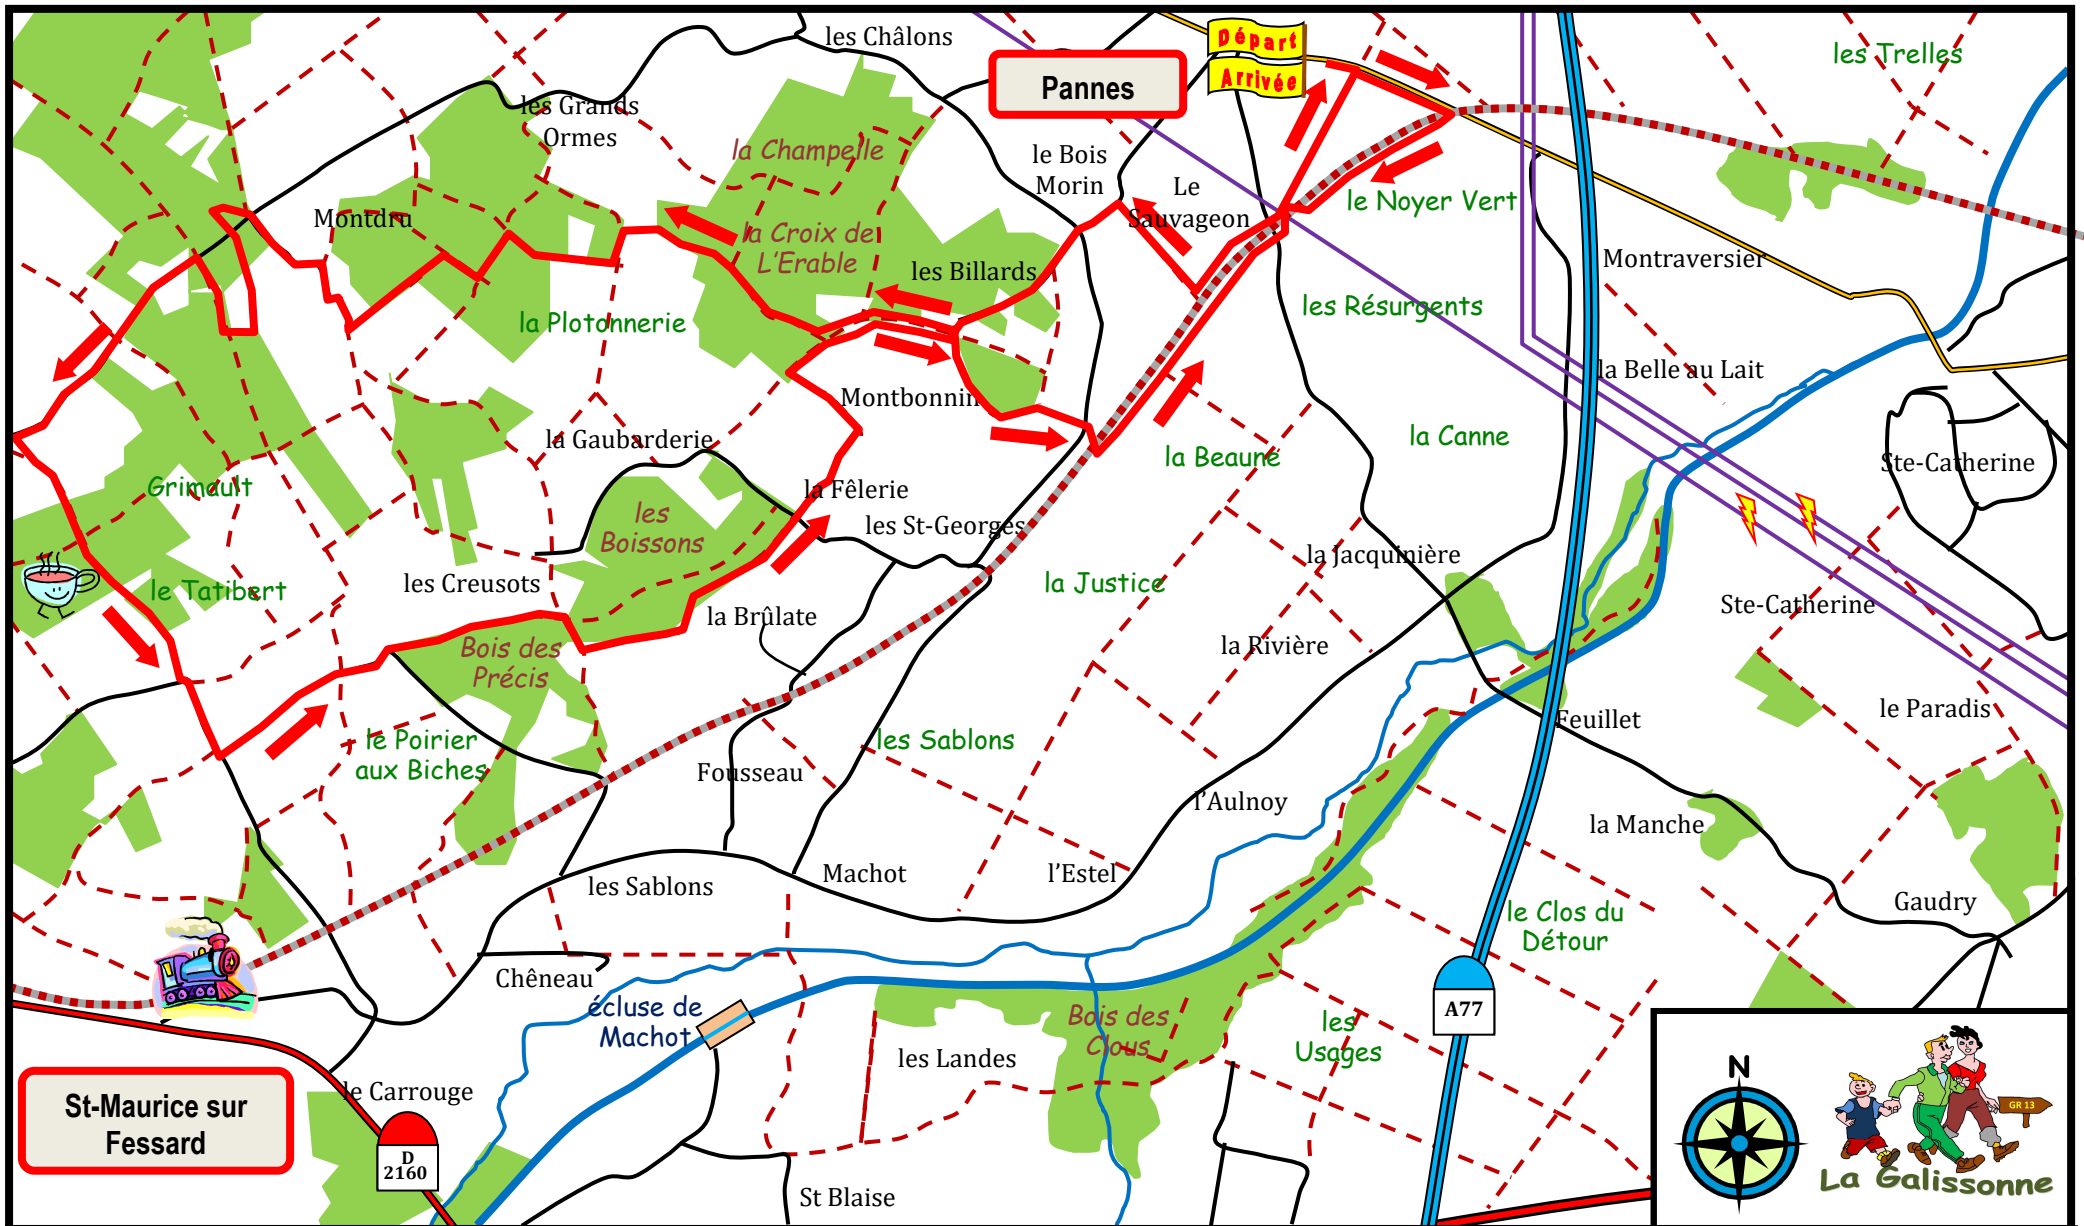 les Châlons
Départ
Arrivée
les Trelles
Pannes
les Grands
Ormes
la Champelle
le Bois
Morin
Le
Sauvageon
le Noyer Vert
Montdru
la Croix de
L'Erable
les Billards
Montraversier
les Résurgents
la Plotonnerie
la Belle au Lait
Montbonnin
la Gaubarderie
la Canne
la Beaune
Ste-Catherine
Grimault
la Fêlerie
les
Boissons
les St-Georges
la Jacquinière
le Tatibert
les Creusots
la Justice
la Brûlate
Ste-Catherine
la Rivière
Bois des
Précis
le Paradis
Feuillet
le Poirier
aux Biches
les Sablons
Fousseau
l'Aulnoy
la Manche
les Sablons
Machot
l'Estel
Gaudry
le Clos du
Détour
Chêneau
écluse de
Machot
A77
Bois des
Clous
les
Usages
les Landes
le Carrouge
St-Maurice sur
Fessard
D
2160
St Blaise
N
GR 13
La Galissonne